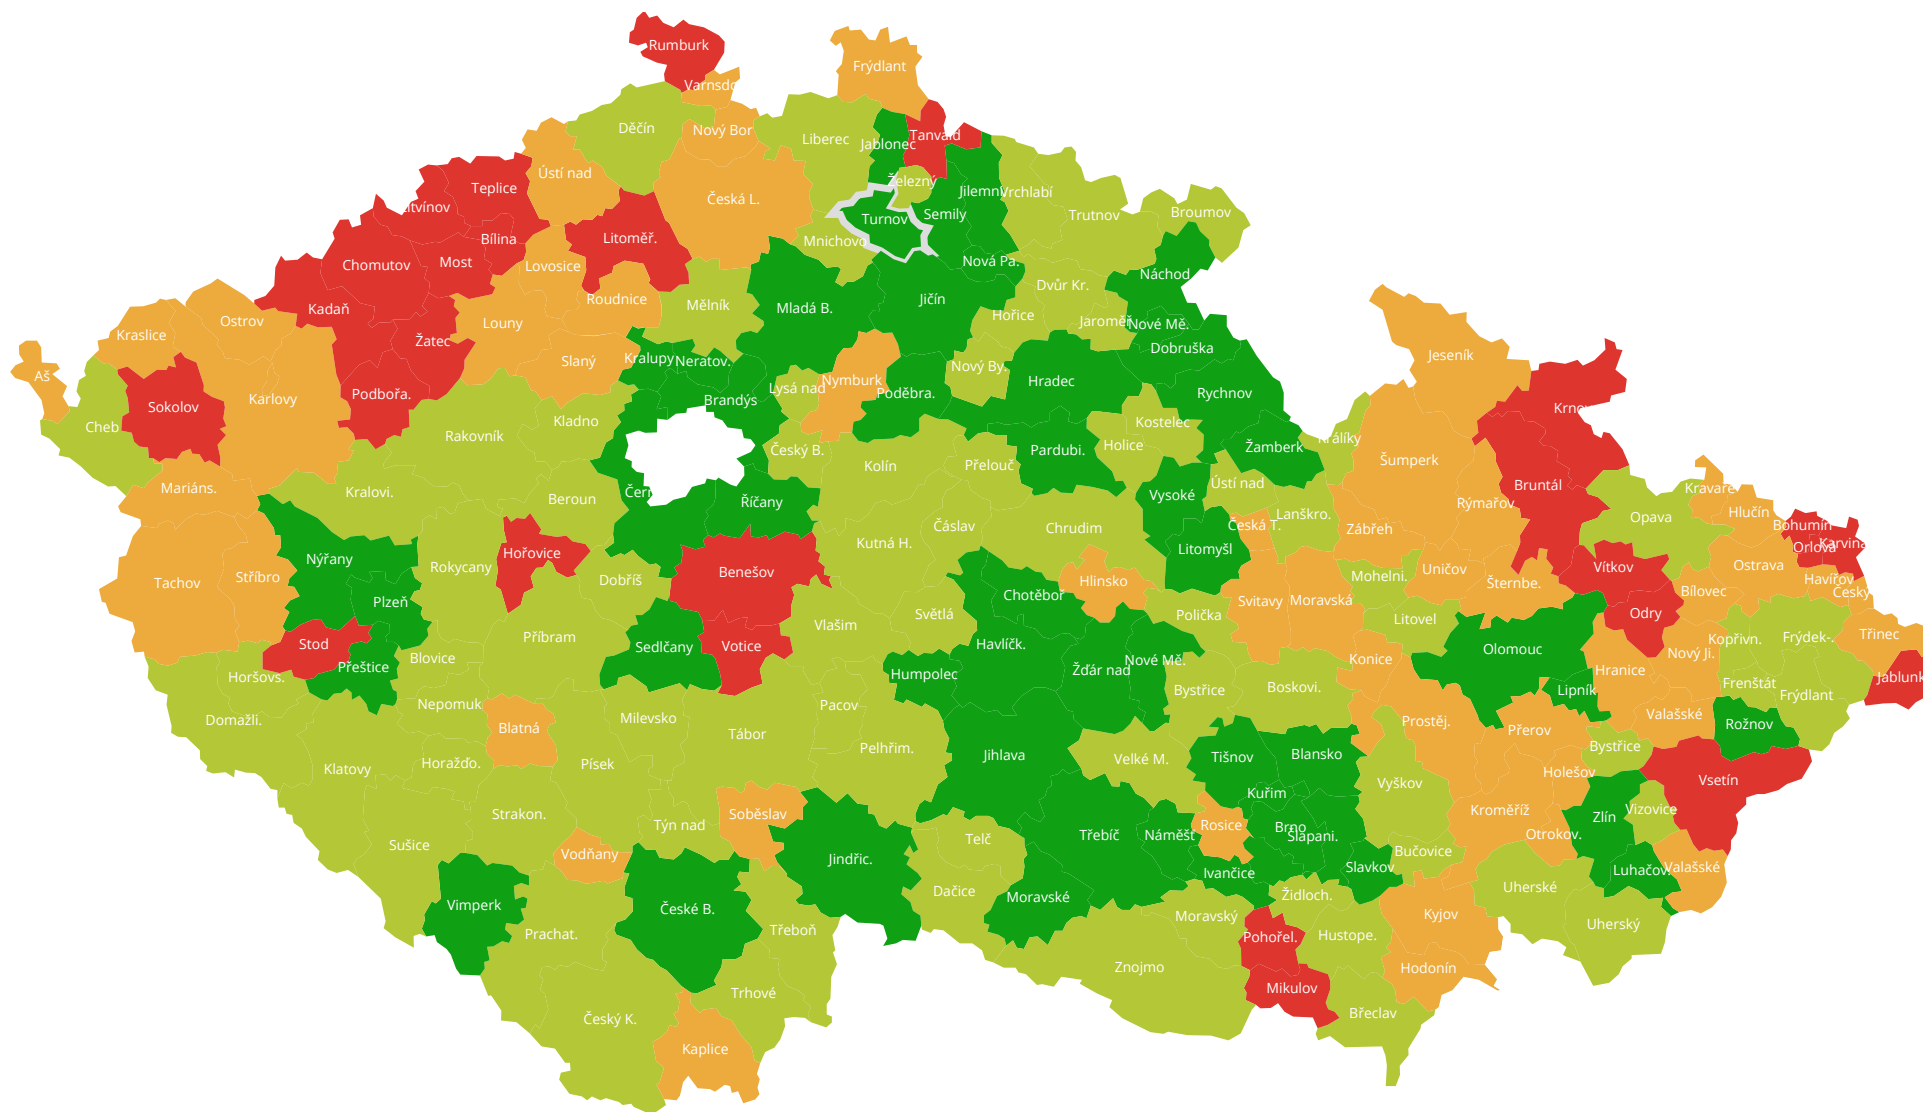 Rumburk
Frýdlant
Varnsdo
Děčín
Nový Bor
Liberec
Tanvald
Jablonec
Ústí nad
Teplice
Železný
Jilemni
Vrchlabí
Česká L.
itvínov
Semily
Trutnov
Broumov
Turnov
Bílina
Litoměř.
Mnichovo
Chomutov
Most
Lovosice
Nová Pa.
Náchod
Dvůr Kr.
Roudnice
Jičín
Mělník
Mladá B.
Kadaň
Ostrov
Louny
Hořice
Jaroměř
Nové Mě.
Kraslice
Žatec
Dobruška
Jeseník
Slaný
Kralupy
Neratov.
Nový By.
Aš
Nymburk
Hradec
Lysá nad
Poděbra.
Rychnov
Podbořa.
Karlovy
Brandýs
Sokolov
Krno
Kladno
Kostelec
Cheb
Rakovník
Králíky
Holice
Žamberk
Český B.
Pardubi.
Šumperk
Kolín
Přelouč
Ústí nad
Bruntál
Mariáns.
Kralovi.
Čern
Vysoké
Kravaře
Beroun
Říčany
Rýmařov
Lanškro.
Hlučín
Opava
Čáslav
Chrudim
Česká T.
Zábřeh
Bohumín
Kutná H.
Litomyšl
Orlová
Karviná
Hořovice
Nýřany
Ostrava
Rokycany
Vítkov
Uničov
Benešov
Mohelni.
Stříbro
Dobříš
Hlinsko
Havířov
Tachov
Šternbe.
Bílovec
Český
Chotěbor
Plzeň
Svitavy
Moravská
Odry
Světlá
Polička
Litovel
Vlašim
Třinec
Příbram
Frýdek-.
Kopřivn.
Stod
Havlíčk.
Sedlčany
Votice
Olomouc
Nový Ji.
Blovice
Konice
Nové Mě.
Přeštice
Žďár nad
Hranice
Humpolec
Horšovs.
Jablunk
Frenštát
Boskovi.
Bystřice
Lipník
Frýdlant
Nepomuk
Pacov
Valašské
Milevsko
Domažli.
Prostěj.
Rožnov
Blatná
Přerov
Tábor
Pelhřim.
Bystřice
Jihlava
Blansko
Tišnov
Velké M.
Horažďo.
Písek
Klatovy
Holešov
Vsetín
Vyškov
Kuřim
Vizovice
Kroměříž
Strakon.
Soběslav
Zlín
Týn nad
Rosice
Brno
Otrokov.
Třebíč
Náměšť
Šlapani.
Telč
Sušice
Bučovice
Vodňany
Jindřic.
Slavkov
Valašské
Luhačov.
Ivančice
Uherské
Dačice
Židloch.
Moravské
Vimperk
České B.
Kyjov
Moravský
Uherský
Třeboň
Prachat.
Hustope.
Pohořel.
Znojmo
Hodonín
Mikulov
Trhové
Břeclav
Český K.
Kaplice